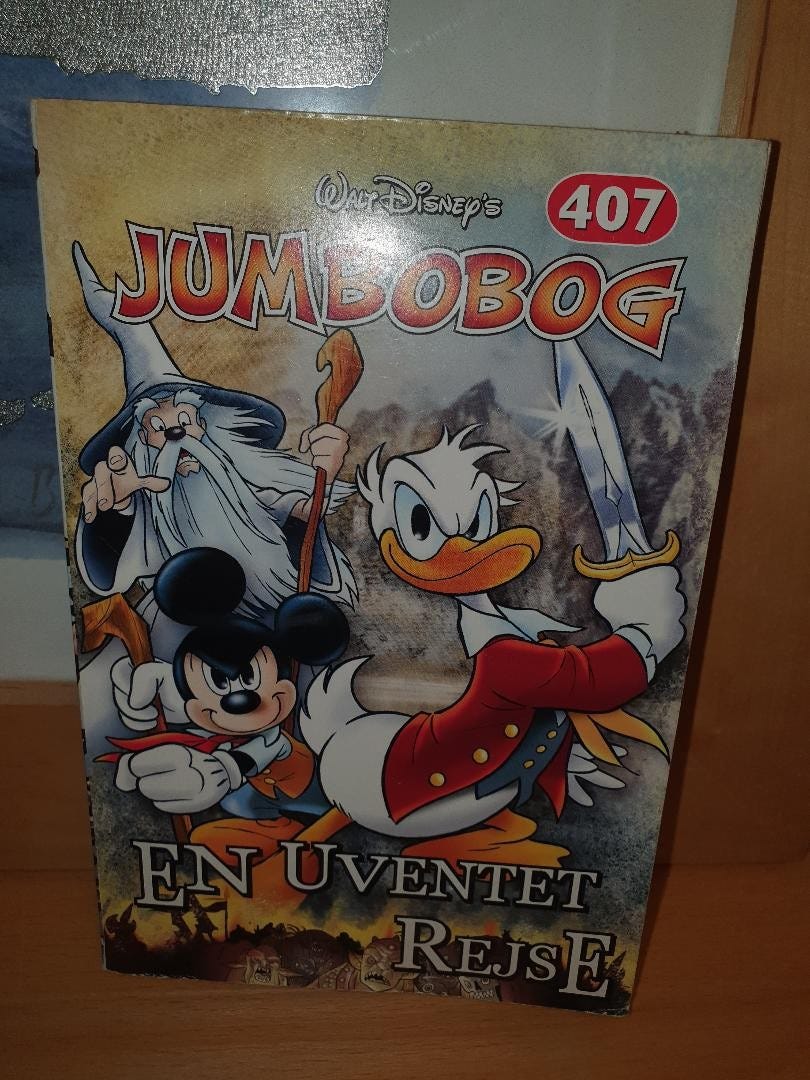 Walt Disney's
407
JUMBOBOG
EN UVENTET
REJSE